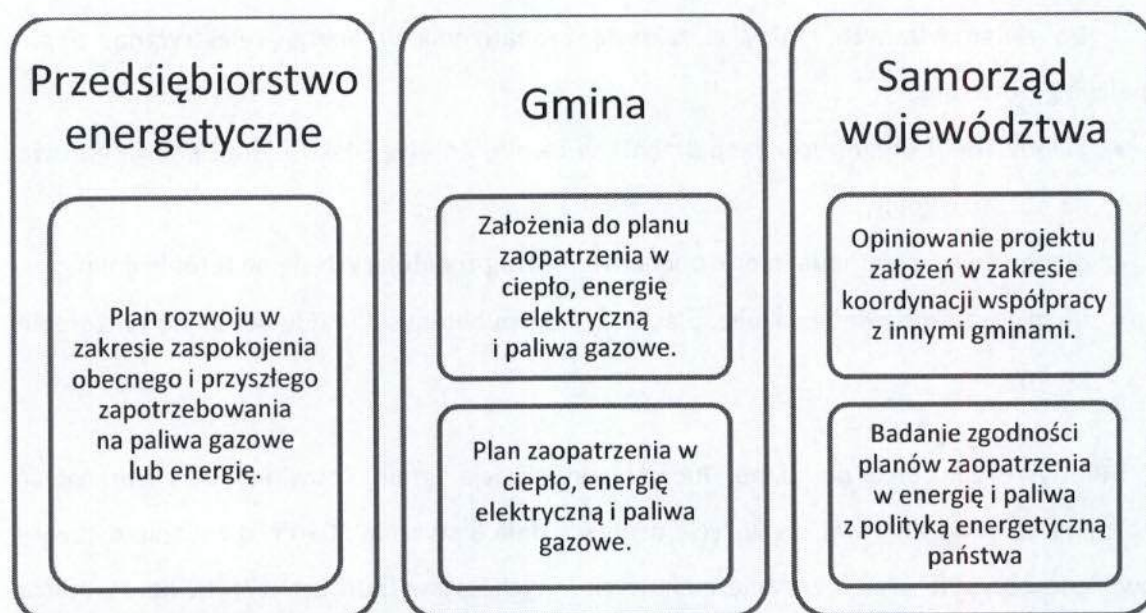 Przedsiębiorstwo
energetyczne
Plan rozwoju w
zakresie zaspokojenia
obecnego i przyszłego
zapotrzebowania
na paliwa gazowe
lub energię.
Gmina
Założenia do planu
zaopatrzenia w
ciepło, energię
elektryczną
i paliwa gazowe.
Plan zaopatrzenia w
ciepło, energię
elektryczną i paliwa
gazowe.
Samorząd
województwa
Opiniowanie projektu
założeń w zakresie
koordynacji współpracy
z innymi gminami.
Badanie zgodności
planów zaopatrzenia
w energię i paliwa
z polityką energetyczną
państwa